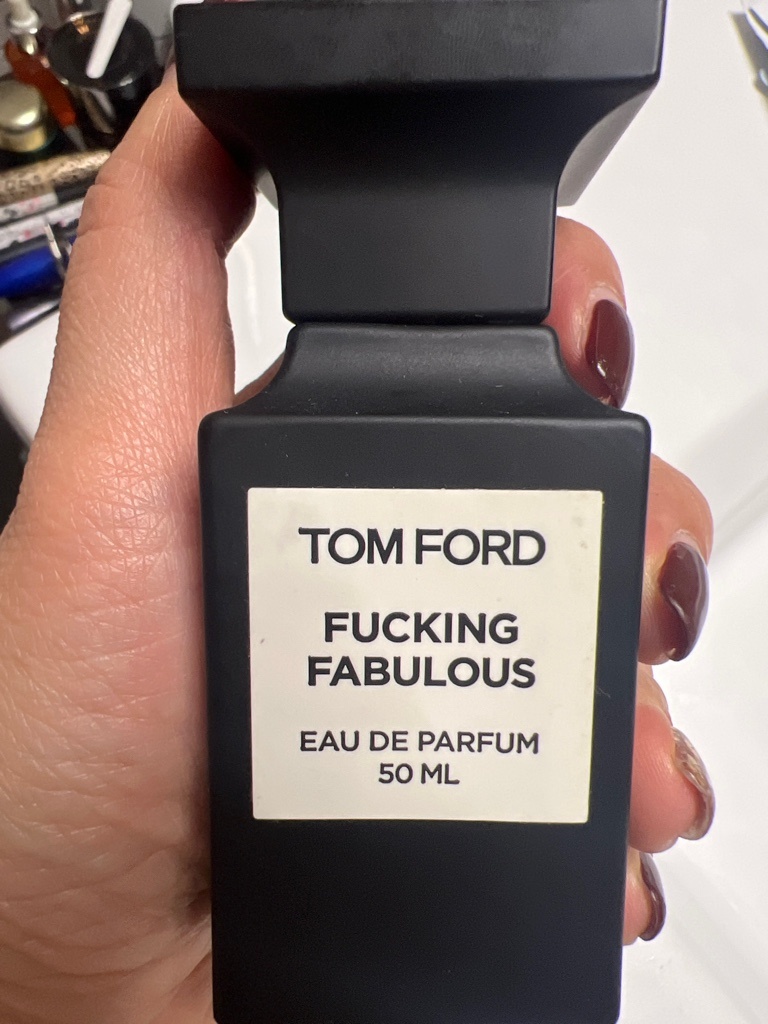 TOM FORD
FUCKING
FABULOUS
EAU DE PARFUM
50 ML